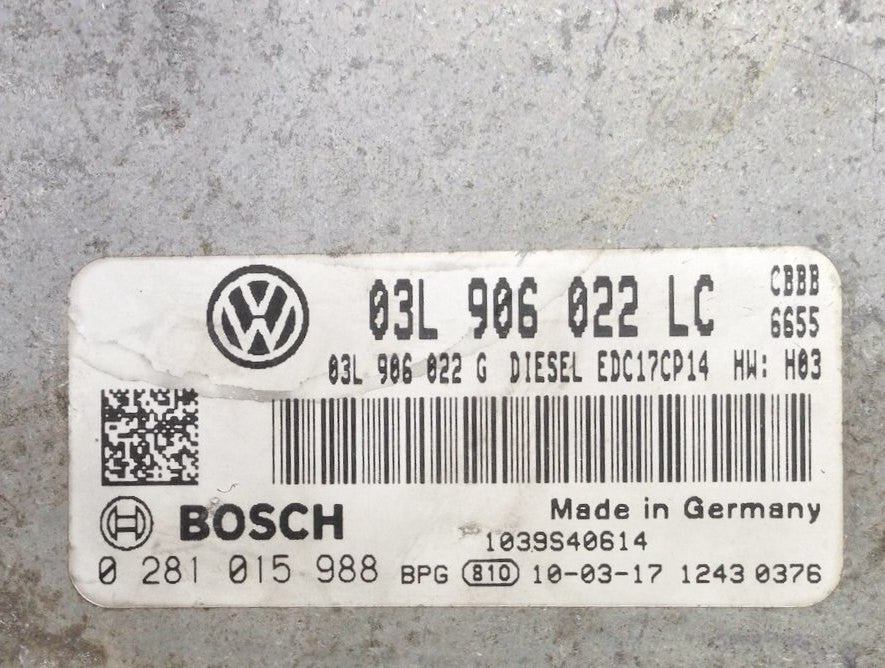 03L 906 022 LC
CBBB
6655
03L 906 022 G DIESEL EDC17CP14 HW: H03
BOSCH
Made in Germany
1039S40614
0 281 015 988 BPG 810 10-03-17 1243 0376